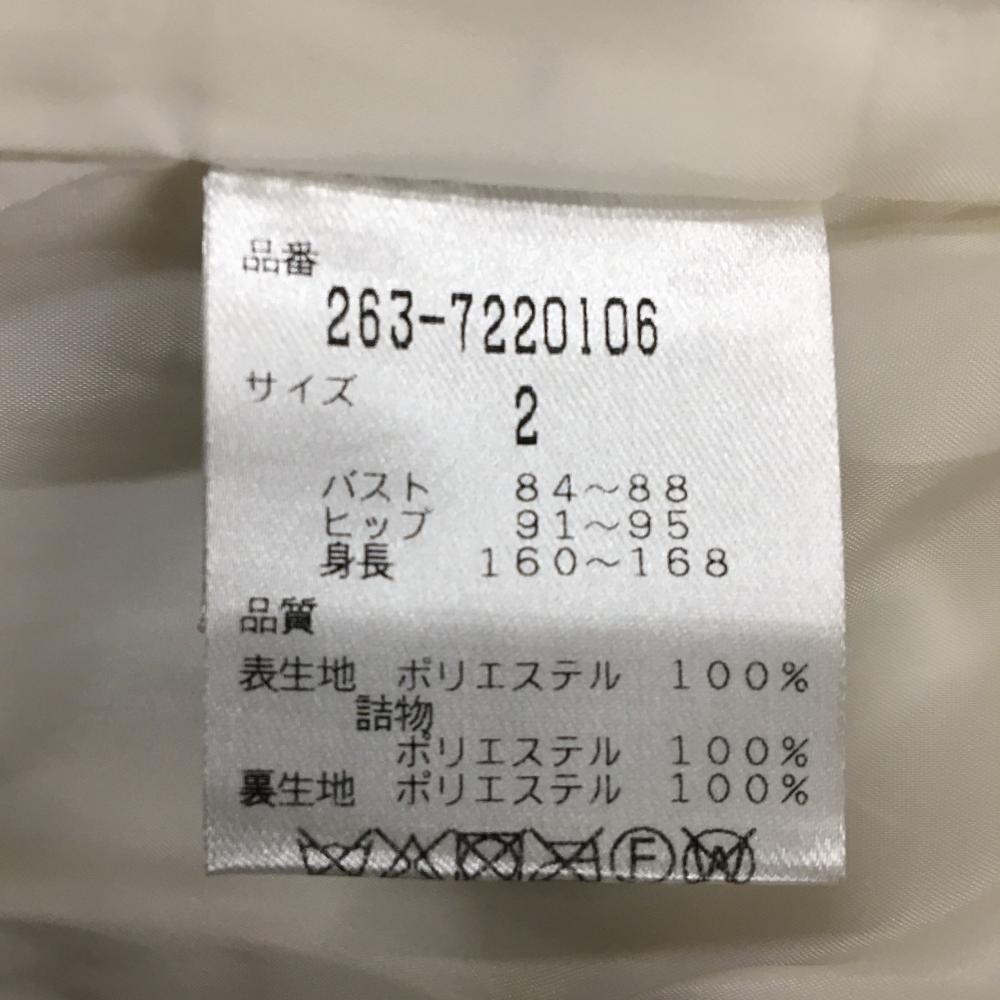 品番
263-7220106
サイズ
2
バスト 84～88
ヒップ 91～95
身長 160～168
品質
表生地 ポリエステル 100%
詰物
ポリエステル 100%
裏生地 ポリエステル 100%
F W